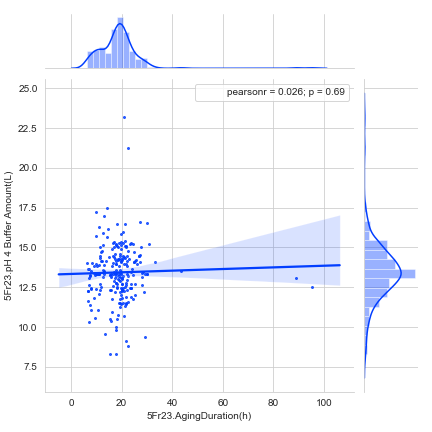 pearsonr = 0.026; p = 0.69
25.0
22.5
20.0
17.5
15.0
12.5
10.0
7.5
5Fr23.pH 4 Buffer Amount(L)
0 20 40 60 80 100
5Fr23.AgingDuration(h)